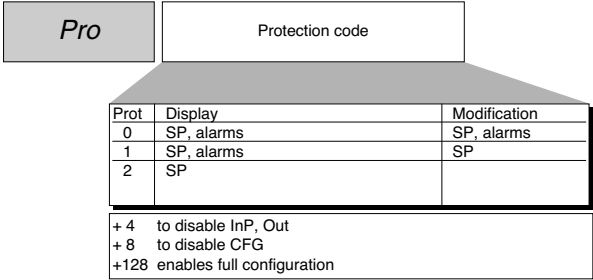 Pro Protection code
Prot Display Modification
0 SP, alarms SP, alarms
1 SP, alarms SP
2 SP
+ 4 to disable InP, Out
+ 8 to disable CFG
+128 enables full configuration